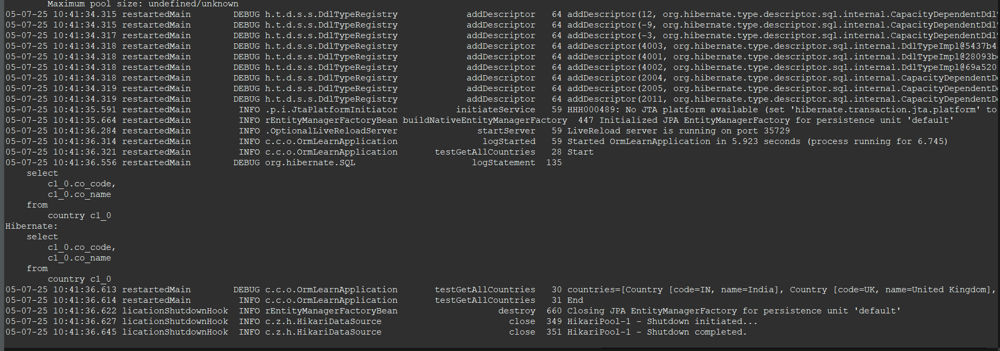 Maximum pool size: undefined/unknown
05-07-25 10:41:34.315 restartedMain DEBUG h.t.d.s.s.DdlTypeRegistry addDescriptor 64 addDescriptor(12, org.hibernate.type.descriptor.sql.internal.CapacityDependentDdl
05-07-25 10:41:34.315 restartedMain DEBUG h.t.d.s.s.DdlTypeRegistry addDescriptor 64 addDescriptor(-9, org.hibernate.type.descriptor.sql.internal.CapacityDependentDdl
05-07-25 10:41:34.317 restartedMain DEBUG h.t.d.s.s.DdlTypeRegistry addDescriptor 64 addDescriptor(-3, org.hibernate.type.descriptor.sql.internal.CapacityDependentDdl
05-07-25 10:41:34.318 restartedMain DEBUG h.t.d.s.s.DdlTypeRegistry addDescriptor 64 addDescriptor(4003, org.hibernate.type.descriptor.sql.internal.DdlTypeImpl@5437b4
05-07-25 10:41:34.318 restartedMain DEBUG h.t.d.s.s.DdlTypeRegistry addDescriptor 64 addDescriptor(4001, org.hibernate.type.descriptor.sql.internal.DdlTypeImpl@28093b
05-07-25 10:41:34.318 restartedMain DEBUG h.t.d.s.s.DdlTypeRegistry addDescriptor 64 addDescriptor(4002, org.hibernate.type.descriptor.sql.internal.DdlTypeImpl@69a520
05-07-25 10:41:34.318 restartedMain DEBUG h.t.d.s.s.DdlTypeRegistry addDescriptor 64 addDescriptor(2004, org.hibernate.type.descriptor.sql.internal.CapacityDependentD
05-07-25 10:41:34.319 restartedMain DEBUG h.t.d.s.s.DdlTypeRegistry addDescriptor 64 addDescriptor(2005, org.hibernate.type.descriptor.sql.internal.CapacityDependentD
05-07-25 10:41:34.319 restartedMain DEBUG h.t.d.s.s.DdlTypeRegistry addDescriptor 64 addDescriptor(2011, org.hibernate.type.descriptor.sql.internal.CapacityDependentD
05-07-25 10:41:35.591 restartedMain INFO .p.i.JtaPlatformInitiator initiateService 59 HHH000489: No JTA platform available (set 'hibernate.transaction.jta.platform' to
05-07-25 10:41:35.664 restartedMain INFO rEntityManagerFactoryBean buildNativeEntityManagerFactory 447 Initialized JPA EntityManagerFactory for persistence unit 'default'
05-07-25 10:41:36.284 restartedMain INFO .OptionalLiveReloadServer startServer 59 LiveReload server is running on port 35729
05-07-25 10:41:36.314 restartedMain INFO c.c.o.OrmLearnApplication logStarted 59 Started OrmLearnApplication in 5.923 seconds (process running for 6.745)
05-07-25 10:41:36.321 restartedMain INFO c.c.o.OrmLearnApplication testGetAllCountries 28 Start
05-07-25 10:41:36.556 restartedMain DEBUG org.hibernate.SQL logStatement 135
select
c1_0.co_code,
c1_0.co_name
from
country c1_0
Hibernate:
select
c1_0.co_code,
c1_0.co_name
from
country c1_0
05-07-25 10:41:36.613 restartedMain DEBUG c.c.o.OrmLearnApplication testGetAllCountries 30 countries=[Country [code=IN, name=India], Country [code=UK, name=United Kingdom],
05-07-25 10:41:36.614 restartedMain INFO c.c.o.OrmLearnApplication testGetAllCountries 31 End
05-07-25 10:41:36.622 licationShutdownHook INFO rEntityManagerFactoryBean destroy 660 Closing JPA EntityManagerFactory for persistence unit 'default'
05-07-25 10:41:36.627 licationShutdownHook INFO c.z.h.HikariDataSource close 349 HikariPool-1 - Shutdown initiated...
05-07-25 10:41:36.645 licationShutdownHook INFO c.z.h.HikariDataSource close 351 HikariPool-1 - Shutdown completed.